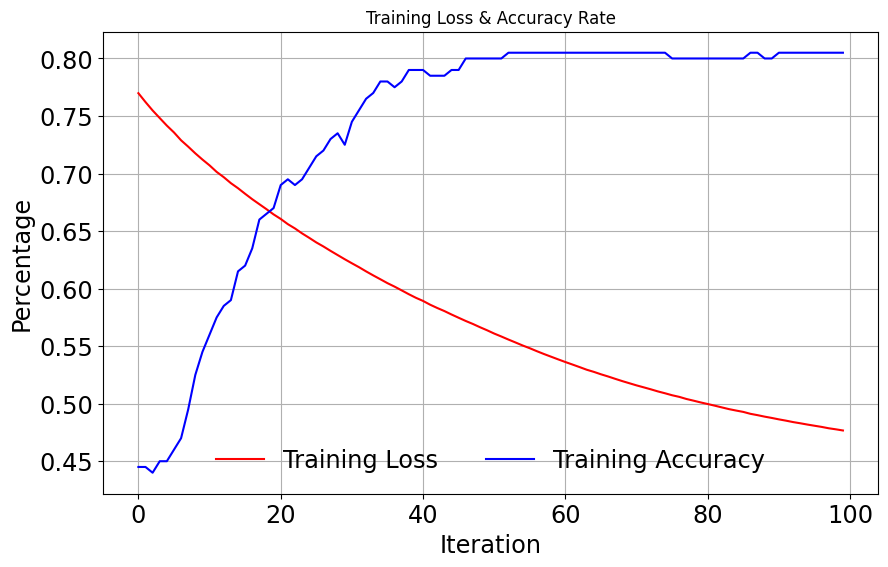 Training Loss & Accuracy Rate
0.80
0.75
0.70
0.65
0.60
0.55
0.50
0.45
Percentage
Training Loss Training Accuracy
0 20 40 60 80 100
Iteration